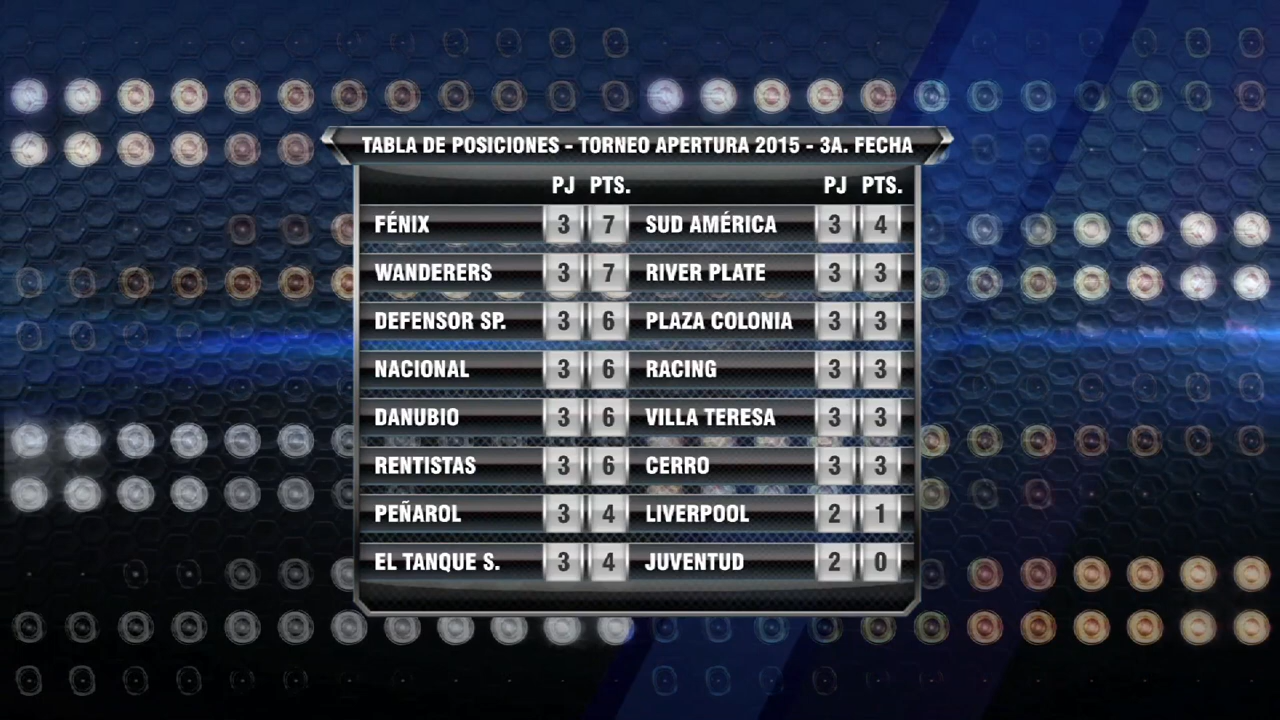 TABLA DE POSICIONES - TORNEO APERTURA 2015 - 3A. FECHA
PJ PTS. PJ PTS.
FÉNIX 3 7 SUD AMÉRICA 3 4
WANDERERS 3 7 RIVER PLATE 3 3
DEFENSOR SP. 3 6 PLAZA COLONIA 3 3
NACIONAL 3 6 RACING 3 3
DANUBIO 3 6 VILLA TERESA 3 3
RENTISTAS 3 6 CERRO 3 3
PEÑAROL 3 4 LIVERPOOL 2 1
EL TANQUE S. 3 4 JUVENTUD 2 0